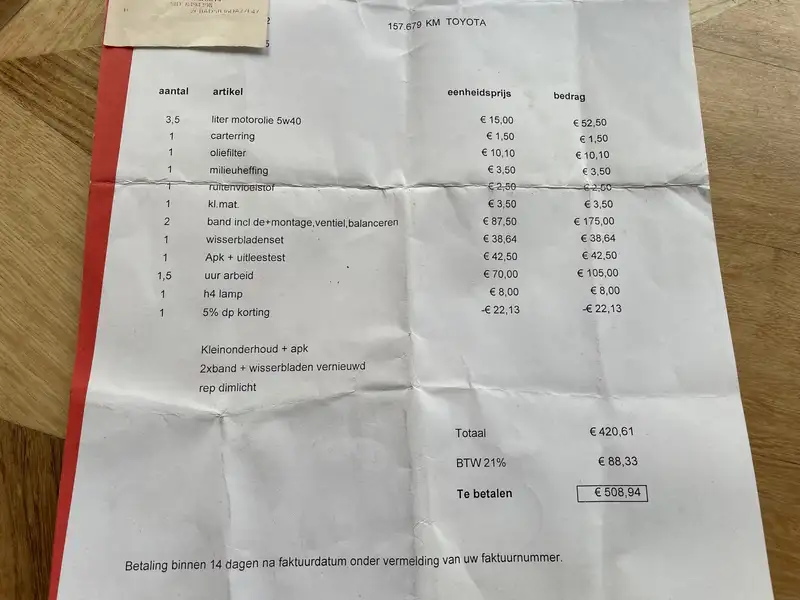 157.679 KM TOYOTA
aantal artikel eenheidsprijs bedrag
3,5 liter motorolie 5w40 € 15,00 € 52,50
1 carterring € 1,50 € 1,50
1 oliefilter € 10,10 € 10,10
1 milieuheffing € 3,50 € 3,50
1 ruitenvloeistof € 2,50 € 2,50
1 kl.mat. € 3,50 € 3,50
2 band incl de+montage,ventiel,balanceren € 87,50 € 175,00
1 wisserbladenset € 38,64 € 38,64
1 Apk + uitleestest € 42,50 € 42,50
1,5 uur arbeid € 70,00 € 105,00
1 h4 lamp € 8,00 € 8,00
1 5% dp korting -€ 22,13 -€ 22,13
Kleinonderhoud + apk
2xband + wisserbladen vernieuwd
rep dimlicht
Totaal € 420,61
BTW 21% € 88,33
Te betalen € 508,94
Betaling binnen 14 dagen na faktuurdatum onder vermelding van uw faktuurnummer.